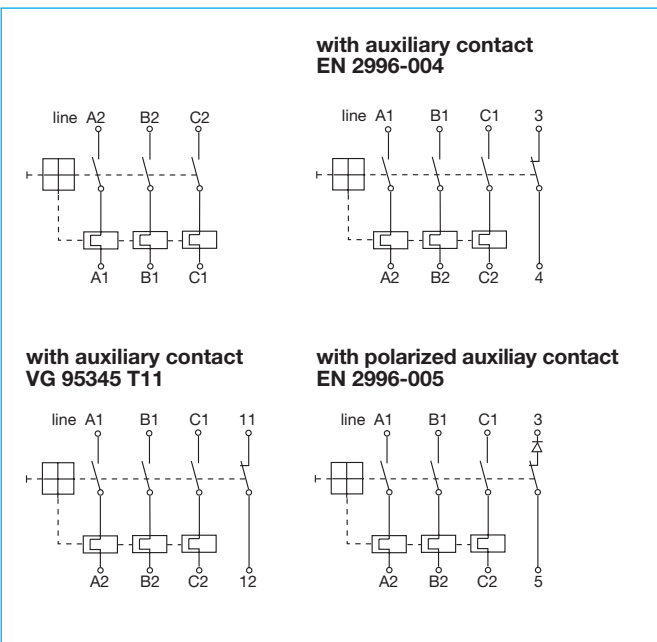 with auxiliary contact
EN 2996-004
line A2 B2 C2
A1 B1 C1
line A1 B1 C1 3
A2 B2 C2 4
with auxiliary contact
VG 95345 T11
line A1 B1 C1 11
A2 B2 C2 12
with polarized auxiliay contact
EN 2996-005
line A1 B1 C1 3
A2 B2 C2 5